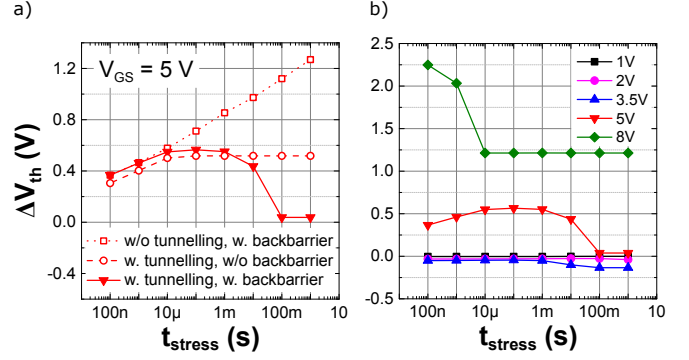 a)
V_GS = 5 V
1.2
0.8
0.4
0.0
-0.4
ΔV_th (V)
w/o tunnelling, w. backbarrier
w. tunnelling, w/o backbarrier
w. tunnelling, w. backbarrier
100n 10µ 1m 100m 10
t_stress (s)
b)
2.5
2.0
1.5
1.0
0.5
0.0
-0.5
1V
2V
3.5V
5V
8V
100n 10µ 1m 100m 10
t_stress (s)